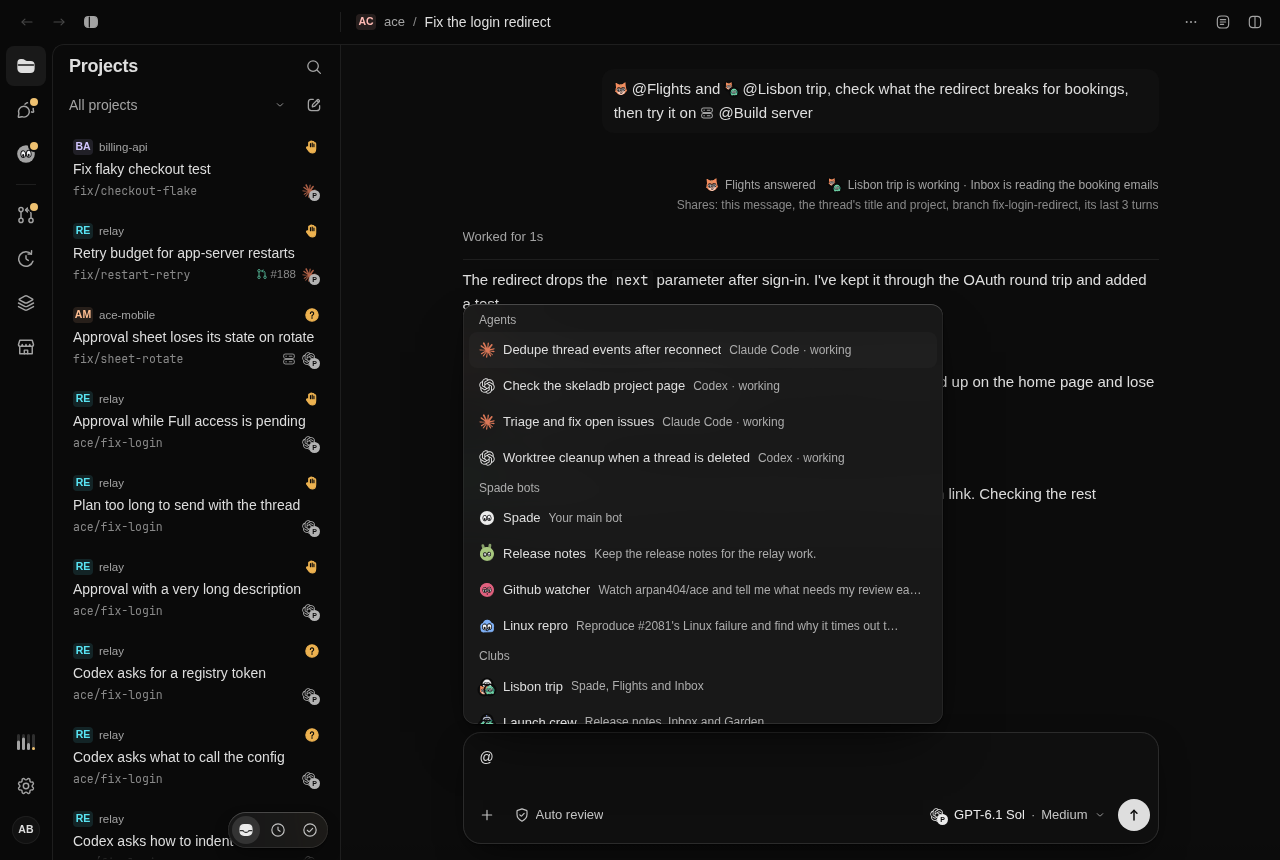 AC ace / Fix the login redirect
Projects
All projects
BA billing-api
Fix flaky checkout test
fix/checkout-flake P
RE relay
Retry budget for app-server restarts
fix/restart-retry #188 P
AM ace-mobile ?
Approval sheet loses its state on rotate
fix/sheet-rotate P
RE relay
Approval while Full access is pending
ace/fix-login P
RE relay
Plan too long to send with the thread
ace/fix-login P
RE relay
Approval with a very long description
ace/fix-login P
RE relay ?
Codex asks for a registry token
ace/fix-login P
RE relay ?
Codex asks what to call the config
ace/fix-login P
RE relay
Codex asks how to indent
AB
@Flights and @Lisbon trip, check what the redirect breaks for bookings,
then try it on @Build server
Flights answered Lisbon trip is working · Inbox is reading the booking emails
Shares: this message, the thread's title and project, branch fix-login-redirect, its last 3 turns
Worked for 1s
The redirect drops the next parameter after sign-in. I've kept it through the OAuth round trip and added
a test
up on the home page and lose
link. Checking the rest
Agents
Dedupe thread events after reconnect Claude Code · working
Check the skeladb project page Codex · working
Triage and fix open issues Claude Code · working
Worktree cleanup when a thread is deleted Codex · working
Spade bots
Spade Your main bot
Release notes Keep the release notes for the relay work.
Github watcher Watch arpan404/ace and tell me what needs my review ea…
Linux repro Reproduce #2081's Linux failure and find why it times out t…
Clubs
Lisbon trip Spade, Flights and Inbox
Launch crew Release notes, Inbox and Garden
@
Auto review
P GPT-6.1 Sol · Medium